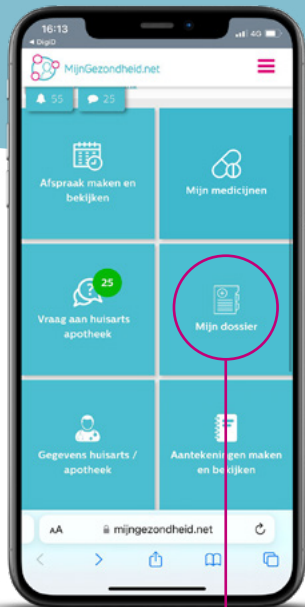 16:13
4G
◀ DigiD
MijnGezondheid.net
55
25
Afspraak maken en
bekijken
Mijn medicijnen
25
Vraag aan huisarts
apotheek
Mijn dossier
Gegevens huisarts /
apotheek
Aantekeningen maken
en bekijken
AA
mijngezondheid.net